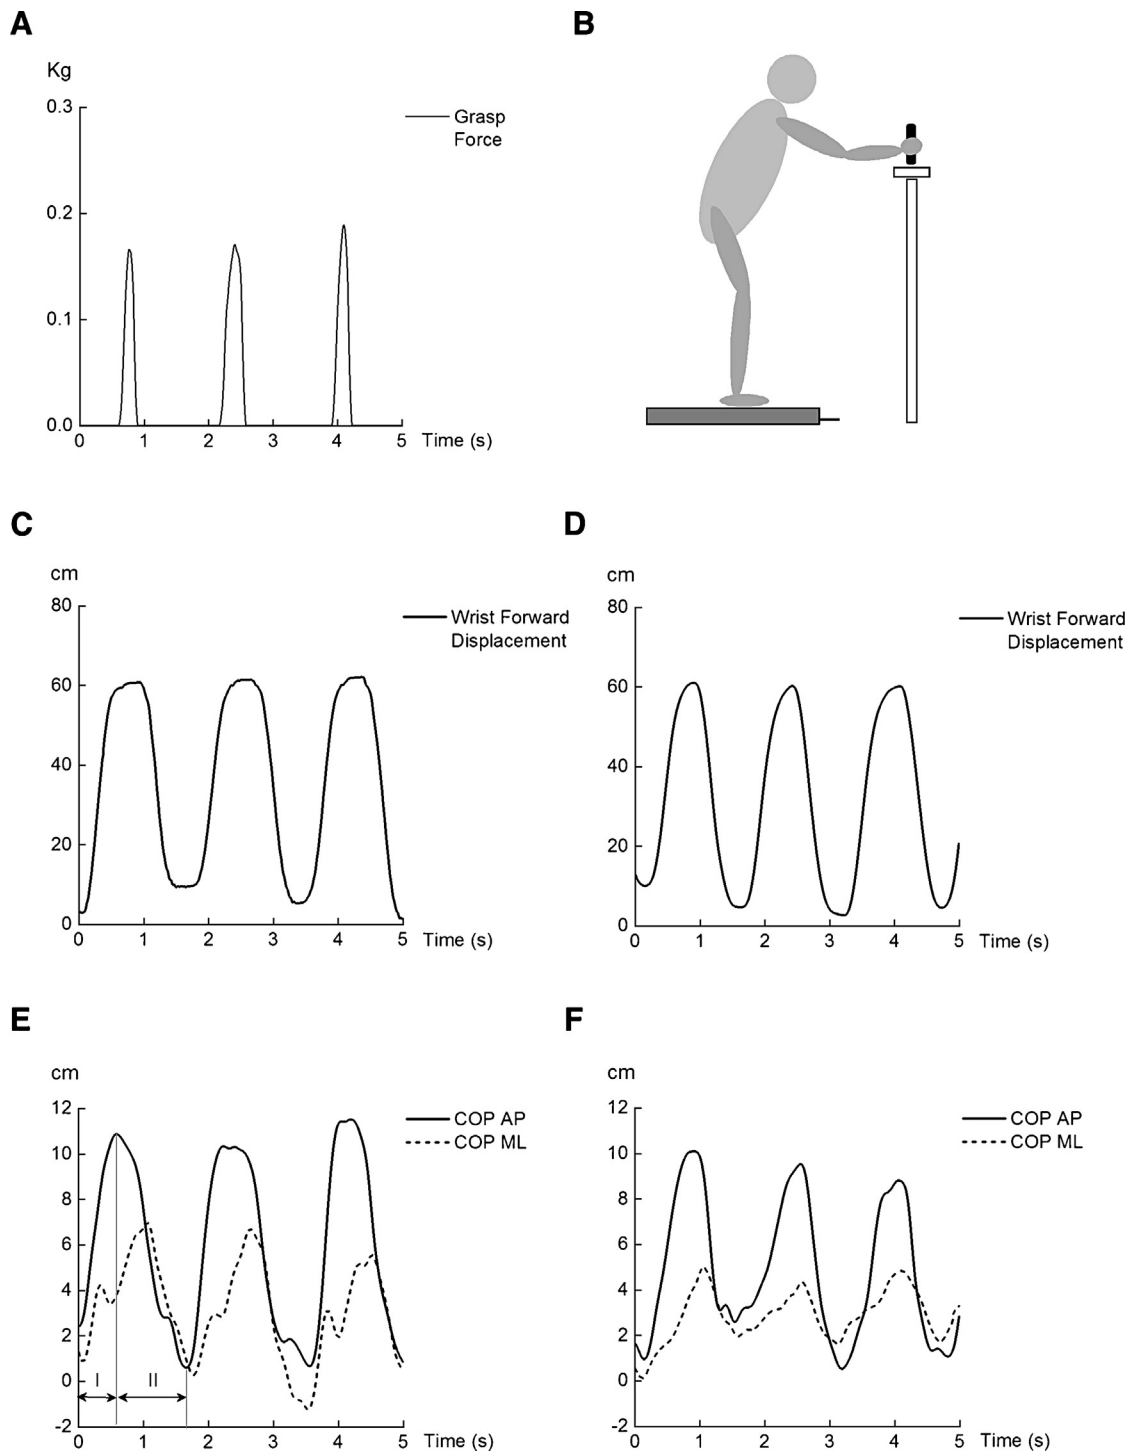 A
B
Kg
0.3
Grasp
Force
0.2
0.1
0.0
0 1 2 3 4 5 Time (s)
C
D
cm
80
Wrist Forward
Displacement
60
40
20
0
0 1 2 3 4 5 Time (s)
cm
80
Wrist Forward
Displacement
60
40
20
0
0 1 2 3 4 5 Time (s)
E
F
cm
12
COP AP
COP ML
10
8
6
4
2
0
-2
I II
0 1 2 3 4 5 Time (s)
cm
12
COP AP
COP ML
10
8
6
4
2
0
-2
0 1 2 3 4 5 Time (s)